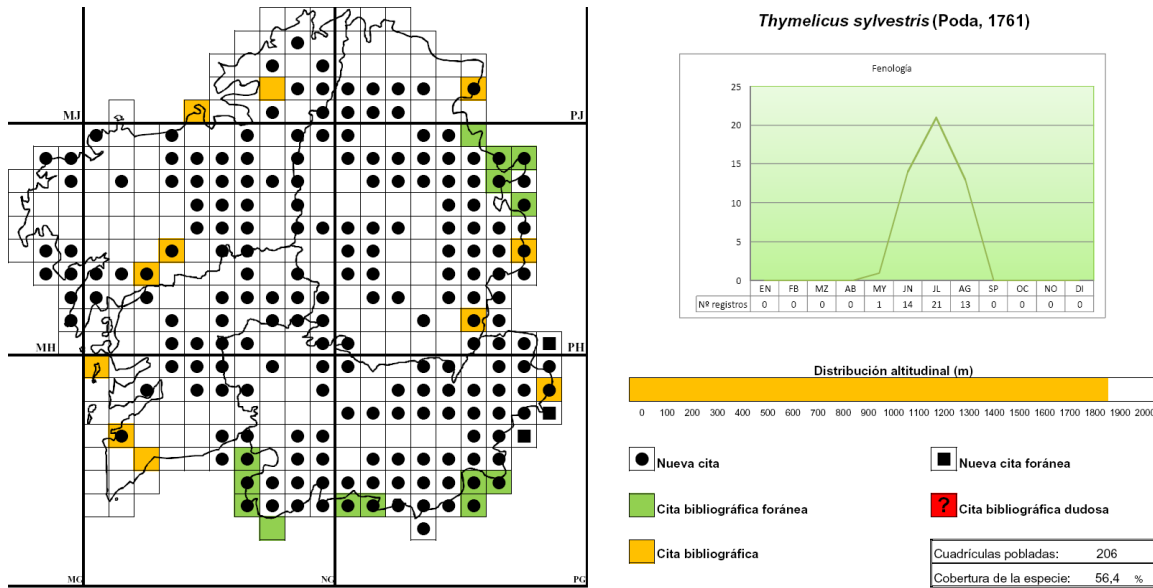 MJ
PJ
MH
PH
MG
NG
PG
Thymelicus sylvestris (Poda, 1761)
Fenología
25
20
15
10
5
0
EN FB MZ AB MY JN JL AG SP OC NO DI
Nº registros 0 0 0 0 1 14 21 13 0 0 0 0
Distribución altitudinal (m)
0 100 200 300 400 500 600 700 800 900 1000 1100 1200 1300 1400 1500 1600 1700 1800 1900 2000
Nueva cita
Nueva cita foránea
Cita bibliográfica foránea
? Cita bibliográfica dudosa
Cita bibliográfica
Cuadrículas pobladas: 206
Cobertura de la especie: 56,4 %